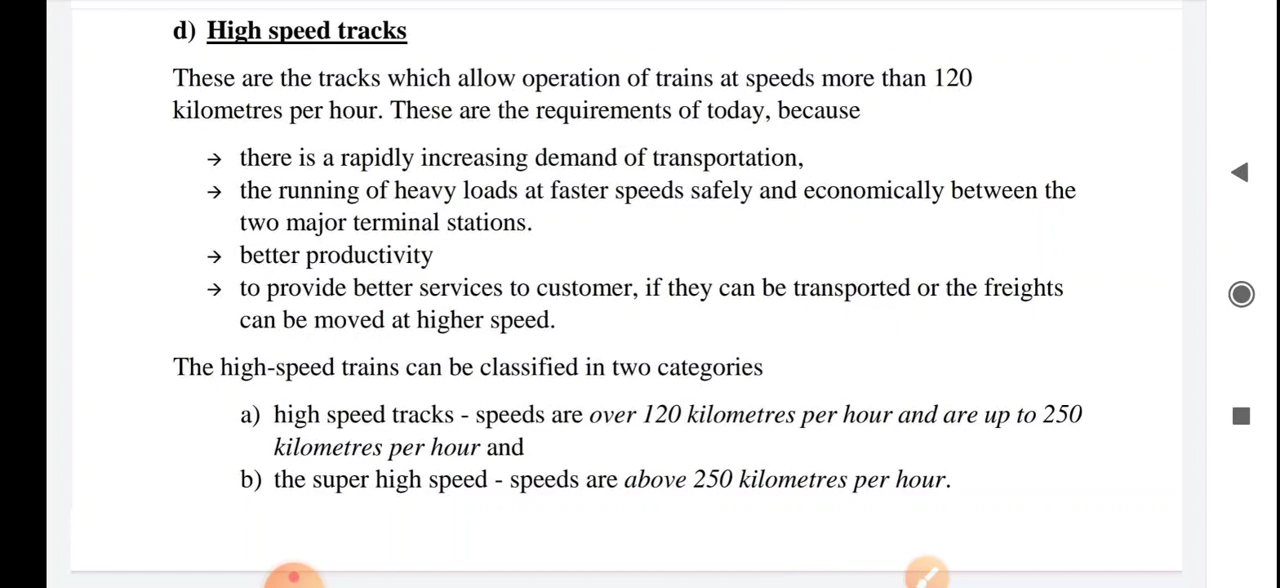 d) High speed tracks
These are the tracks which allow operation of trains at speeds more than 120
kilometres per hour. These are the requirements of today, because
→ there is a rapidly increasing demand of transportation,
→ the running of heavy loads at faster speeds safely and economically between the
two major terminal stations.
→ better productivity
→ to provide better services to customer, if they can be transported or the freights
can be moved at higher speed.
The high-speed trains can be classified in two categories
a) high speed tracks - speeds are over 120 kilometres per hour and are up to 250
kilometres per hour and
b) the super high speed - speeds are above 250 kilometres per hour.